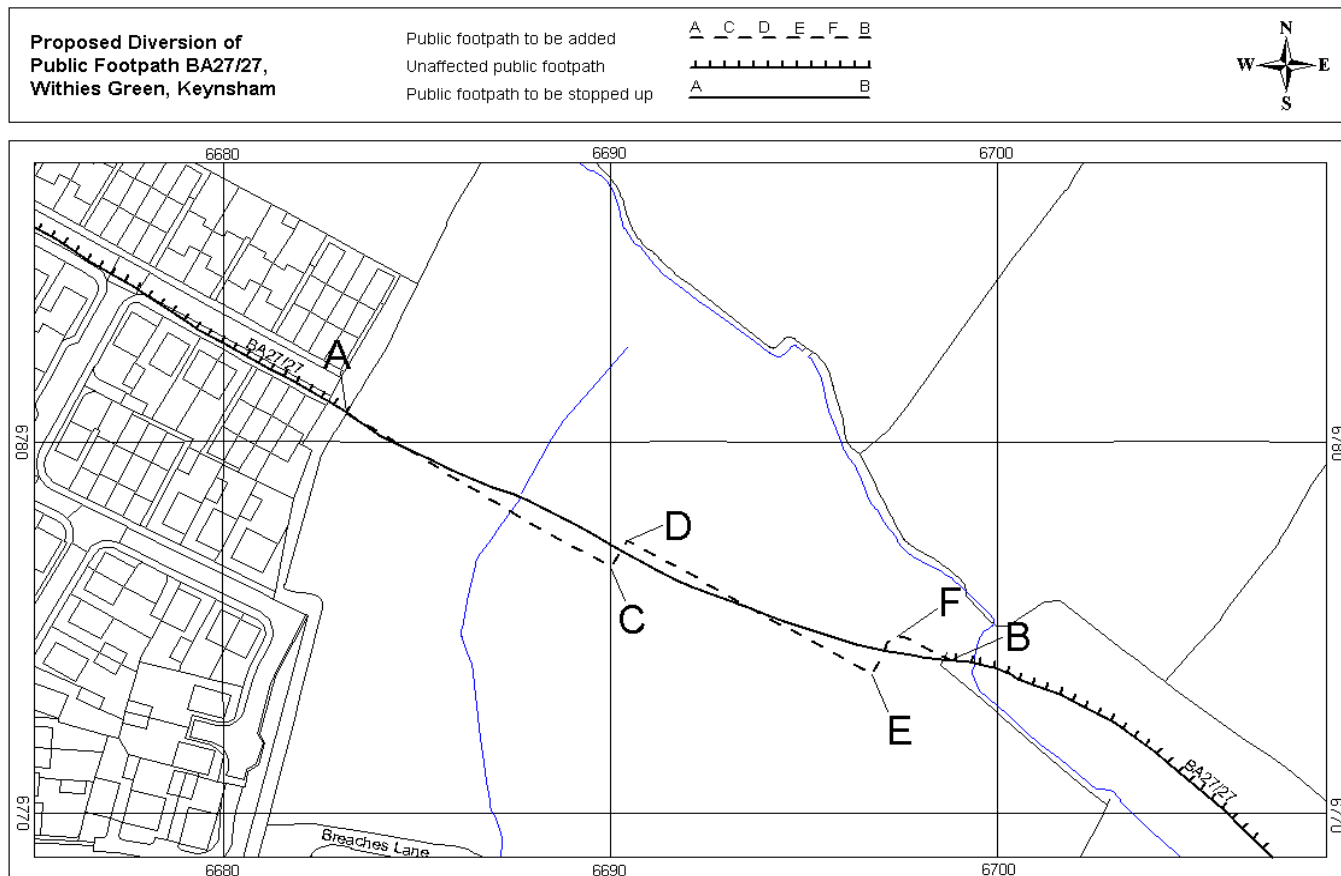 Proposed Diversion of
Public Footpath BA27/27,
Withies Green, Keynsham
Public footpath to be added
A C D E F B
Unaffected public footpath
Public footpath to be stopped up
A B
N
W E
S
6680 6690 6700
BA27/27
A
6780 6780
D
C
F
B
E
BA27/27
6770 6770
Breaches Lane
6680 6690 6700